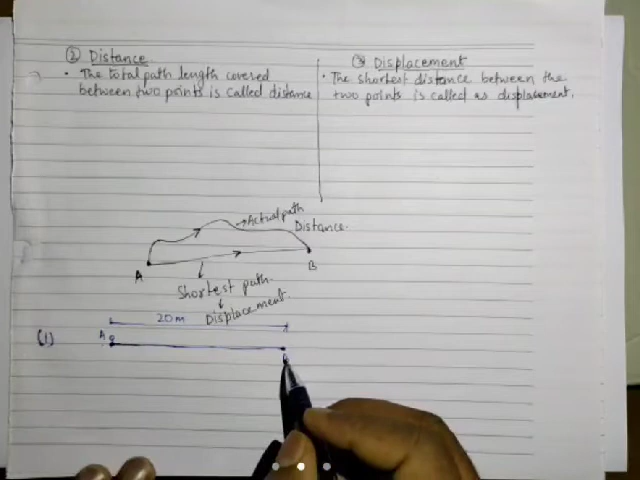 ② Distance
• The total path length covered
between two points is called distance
③ Displacement
• The shortest distance between the
two points is called as displacement.
Actual path
Distance.
A
B
Shortest path.
Displacement.
20m
(1)
A